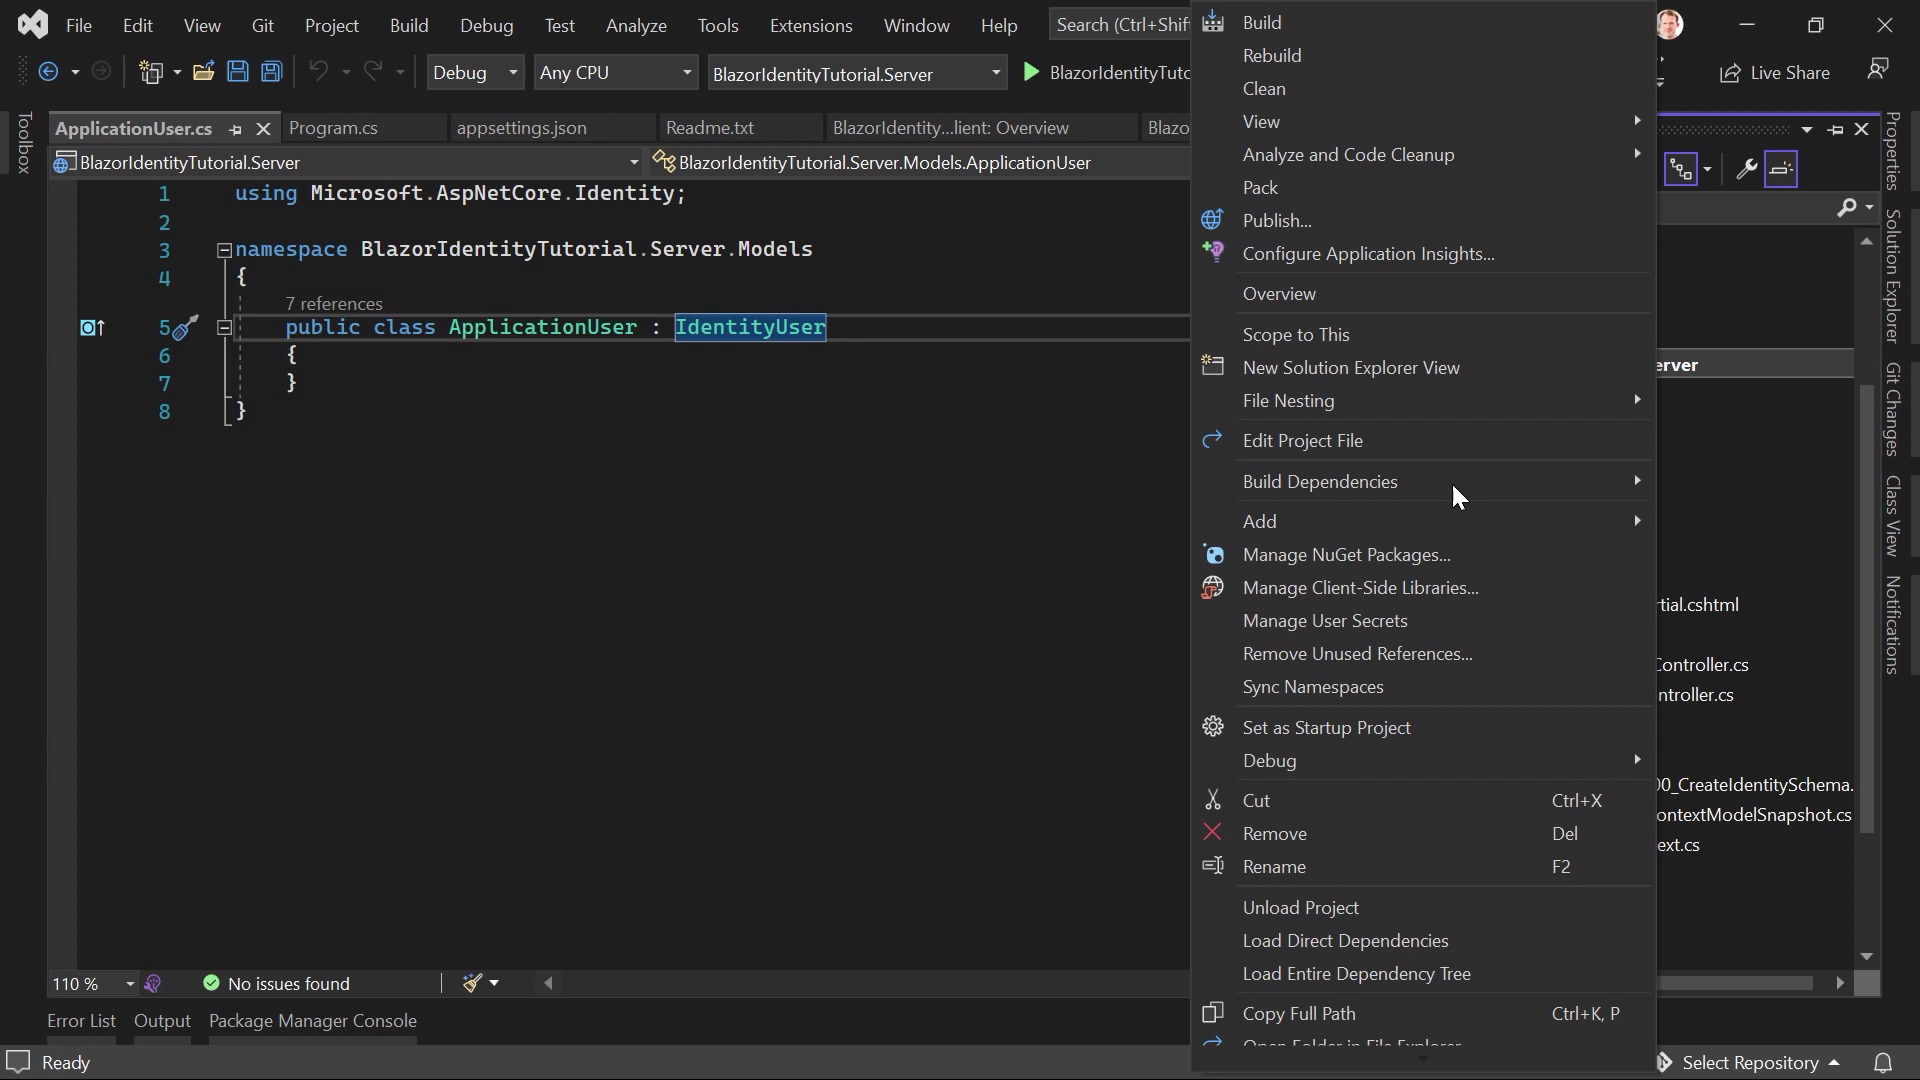 File Edit View Git Project Build Debug Test Analyze Tools Extensions Window Help Search (Ctrl+Shif
Debug Any CPU BlazorIdentityTutorial.Server BlazorIdentityTuto Live Share
ApplicationUser.cs Program.cs appsettings.json Readme.txt BlazorIdentity...lient: Overview Blazo
BlazorIdentityTutorial.Server BlazorIdentityTutorial.Server.Models.ApplicationUser
1 using Microsoft.AspNetCore.Identity;
2
3 namespace BlazorIdentityTutorial.Server.Models
4 {
7 references
5 public class ApplicationUser : IdentityUser
6 {
7 }
8 }
110 % No issues found
Error List Output Package Manager Console
Ready
Toolbox
Build
Rebuild
Clean
View
Analyze and Code Cleanup
Pack
Publish...
Configure Application Insights...
Overview
Scope to This
New Solution Explorer View
File Nesting
Edit Project File
Build Dependencies
Add
Manage NuGet Packages...
Manage Client-Side Libraries...
Manage User Secrets
Remove Unused References...
Sync Namespaces
Set as Startup Project
Debug
Cut Ctrl+X
Remove Del
Rename F2
Unload Project
Load Direct Dependencies
Load Entire Dependency Tree
Copy Full Path Ctrl+K, P
Open Folder in File Explorer
erver
tial.cshtml
Controller.cs
ntroller.cs
00_CreateIdentitySchema.
ontextModelSnapshot.cs
ext.cs
Properties
Solution Explorer
Git Changes
Class View
Notifications
Select Repository